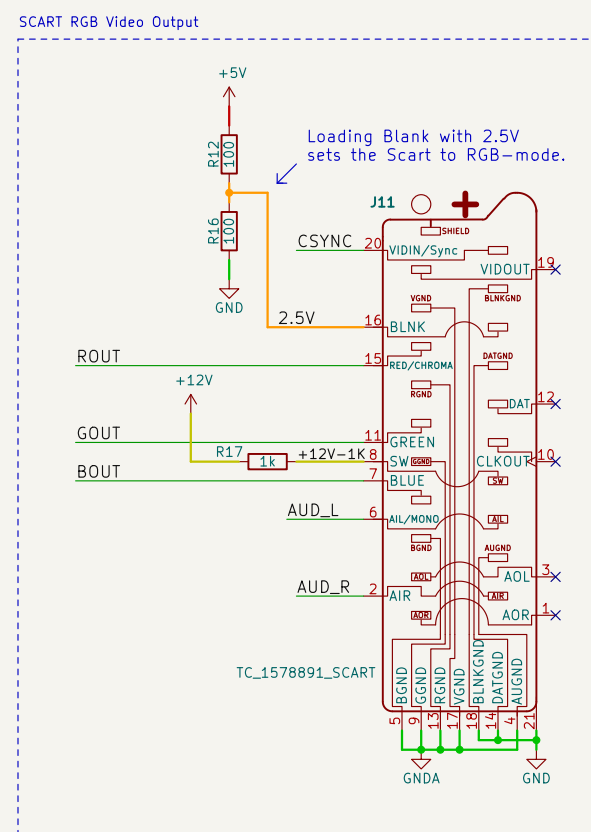 SCART RGB Video Output
+5V
R12
100
Loading Blank with 2.5V
sets the Scart to RGB-mode.
R16
100
J11
SHIELD
CSYNC
20
VIDIN/Sync
VIDOUT
19
GND
VGND
BLNKGND
2.5V
16
BLNK
ROUT
15
RED/CHROMA
DATGND
+12V
RGND
DAT
12
GOUT
11
GREEN
R17
1k
+12V-1K
8
SW
GGND
CLKOUT
10
BOUT
7
BLUE
SW
AUD_L
6
AIL/MONO
AIL
BGND
AUGND
AOL
AOL
3
AUD_R
2
AIR
AIR
AOR
AOR
1
TC_1578891_SCART
BGND
GGND
RGND
VGND
BLNKGND
DATGND
AUGND
5
9
13
17
18
14
4
21
GNDA
GND